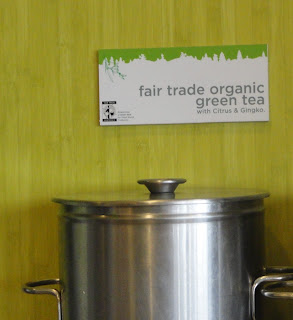 fair trade organic
green tea
with Citrus & Gingko.